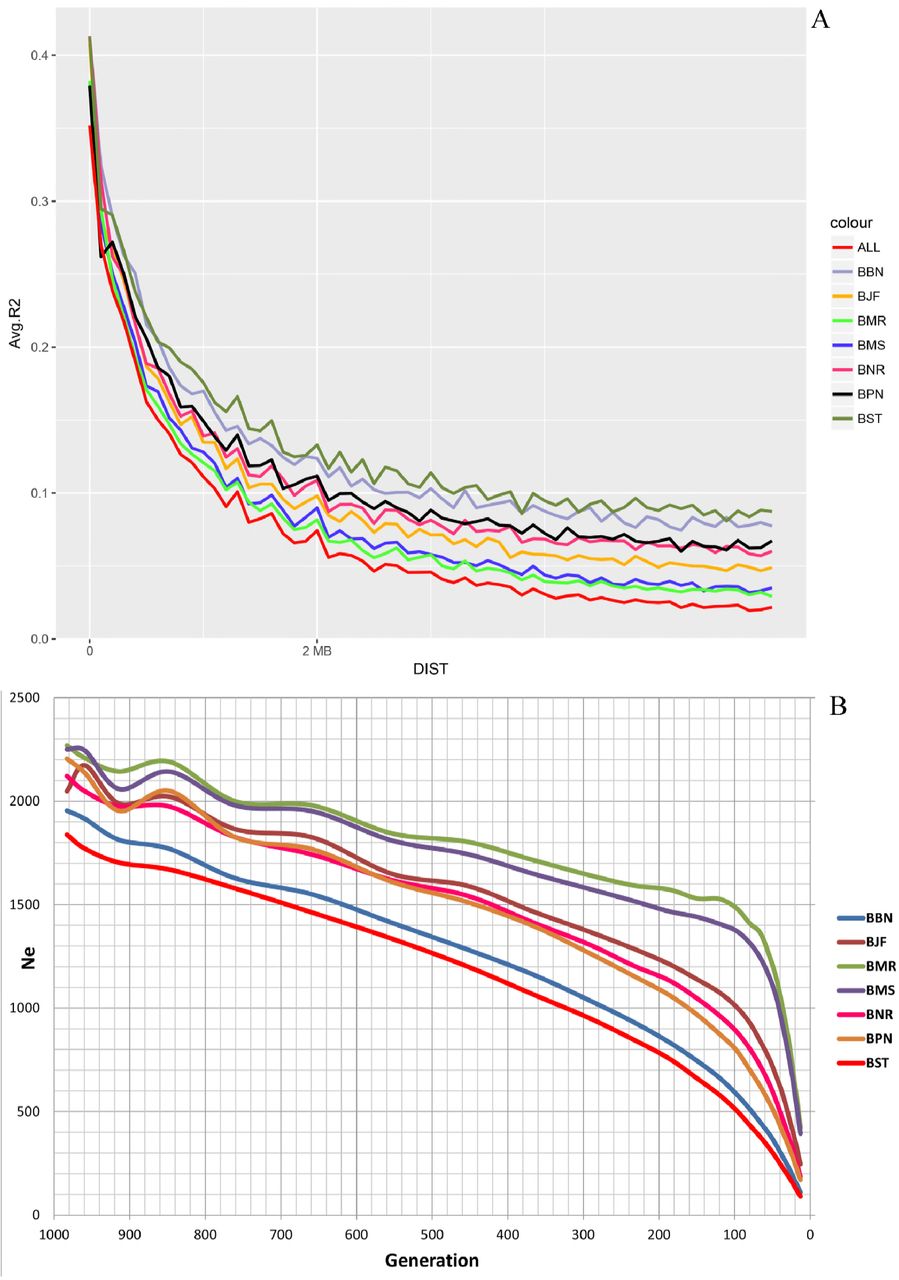 A
0.4
0.3
0.2
0.1
0.0
Avg.R2
0
2 MB
DIST
colour
ALL
BBN
BJF
BMR
BMS
BNR
BPN
BST
B
2500
2000
1500
1000
500
0
Ne
1000 900 800 700 600 500 400 300 200 100 0
Generation
BBN
BJF
BMR
BMS
BNR
BPN
BST